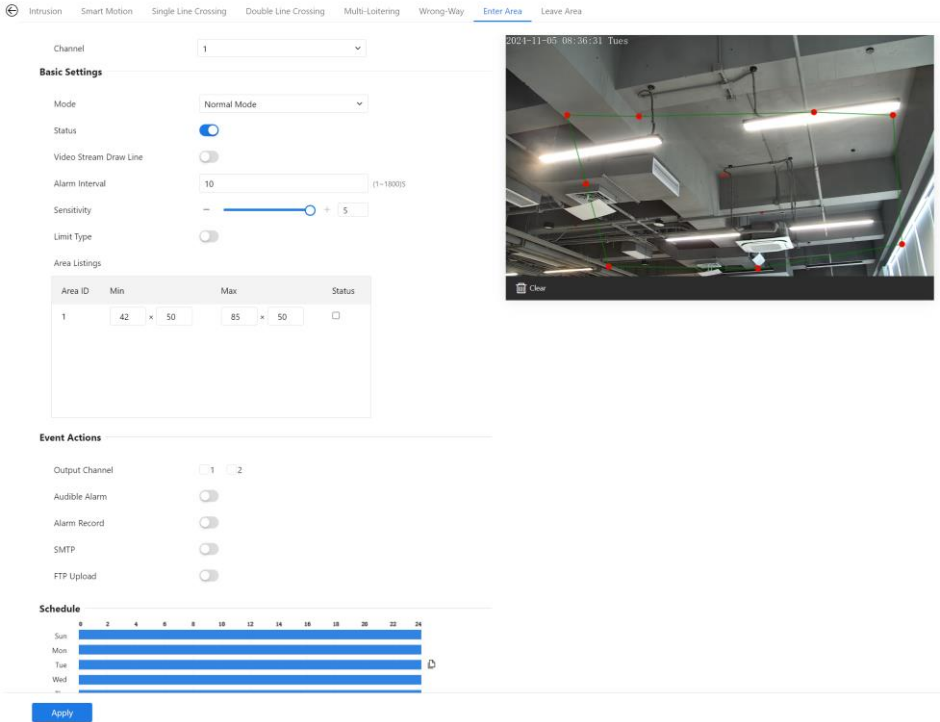 Intrusion Smart Motion Single Line Crossing Double Line Crossing Multi-Loitering Wrong-Way Enter Area Leave Area
Channel 1
2024-11-05 08:36:31 Tues
Basic Settings
Mode Normal Mode
Status
Video Stream Draw Line
Alarm Interval 10 (1~1800)S
Sensitivity − + 5
Limit Type
Area Listings
Area ID Min Max Status
1 42 × 50 85 × 50
Clear
Event Actions
Output Channel 1 2
Audible Alarm
Alarm Record
SMTP
FTP Upload
Schedule
0 2 4 6 8 10 12 14 16 18 20 22 24
Sun
Mon
Tue
Wed
Apply